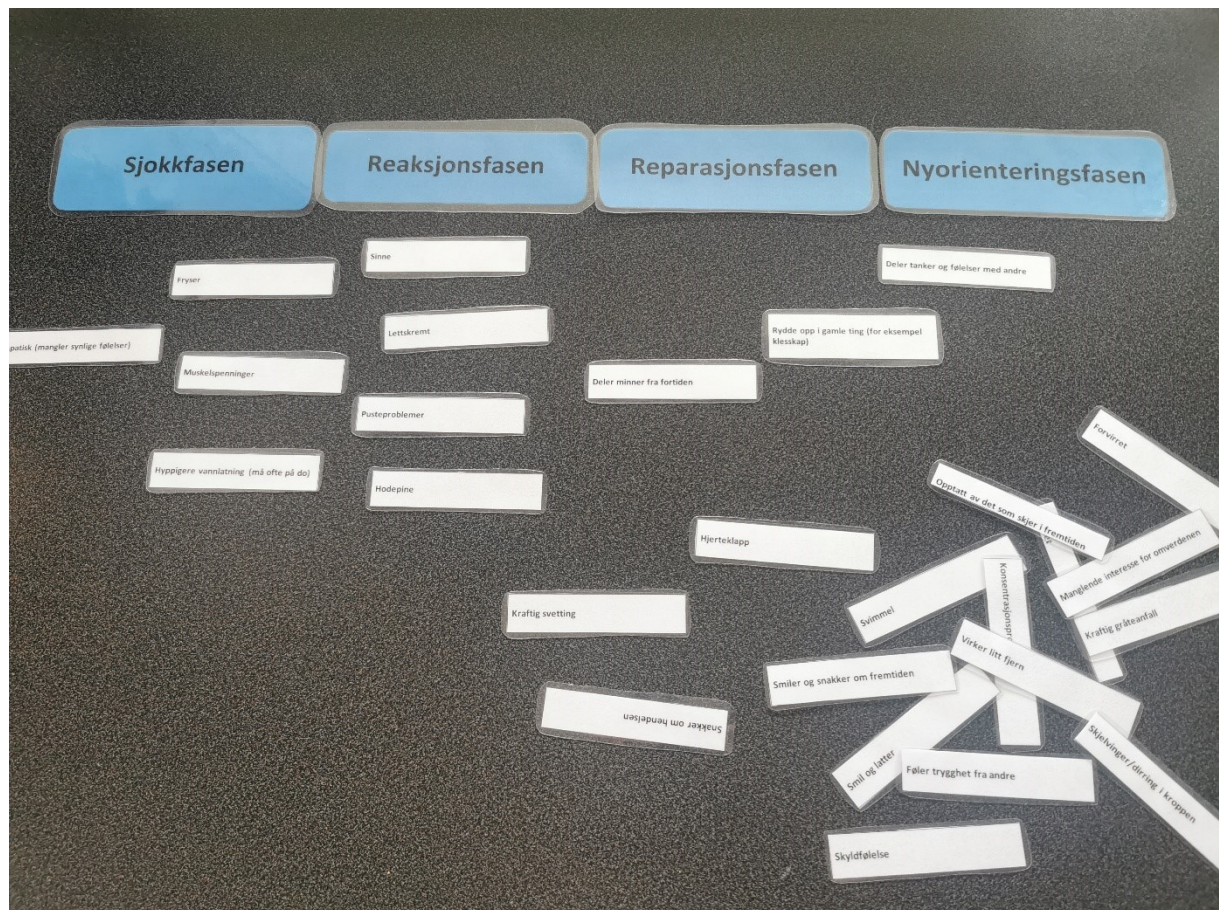 Sjokkfasen
Reaksjonsfasen
Reparasjonsfasen
Nyorienteringsfasen
Fryser
patisk (mangler synlige følelser)
Muskelspenninger
Hyppigere vannlatning (må ofte på do)
Sinne
Lettskremt
Pusteproblemer
Hodepine
Deler minner fra fortiden
Rydde opp i gamle ting (for eksempel
klesskap)
Deler tanker og følelser med andre
Hjerteklapp
Kraftig svetting
Snakker om hendelsen
Forvirret
Opptatt av det som skjer i fremtiden
Manglende interesse for omverdenen
Kraftig gråteanfall
Svimmel
Konsentrasjonspro
Virker litt fjern
Smiler og snakker om fremtiden
Smil og latter
Føler trygghet fra andre
Skjelvinger/dirring i kroppen
Skyldfølelse